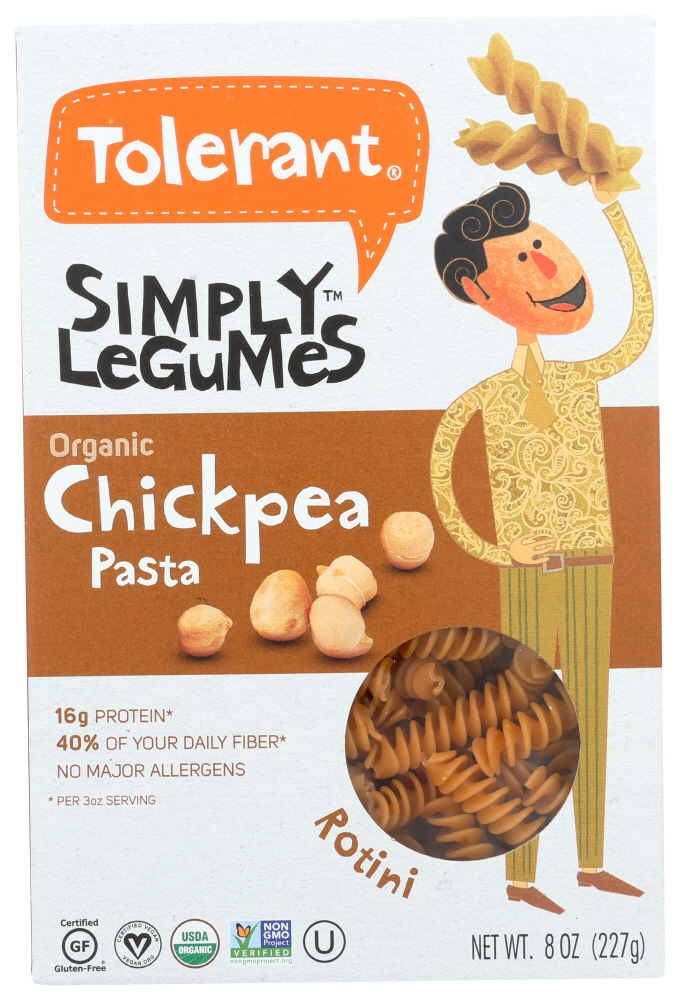 Tolerant®
SIMPLY™
LeGuMeS
Organic
Chickpea
Pasta
16g PROTEIN*
40% OF YOUR DAILY FIBER*
NO MAJOR ALLERGENS
* PER 3oz SERVING
Rotini
Certified
GF
Gluten-Free®
CERTIFIED VEGAN
V
VEGAN.ORG
USDA
ORGANIC
NON
GMO
Project
VERIFIED
nongmoproject.org
U
NET WT. 8 OZ (227g)